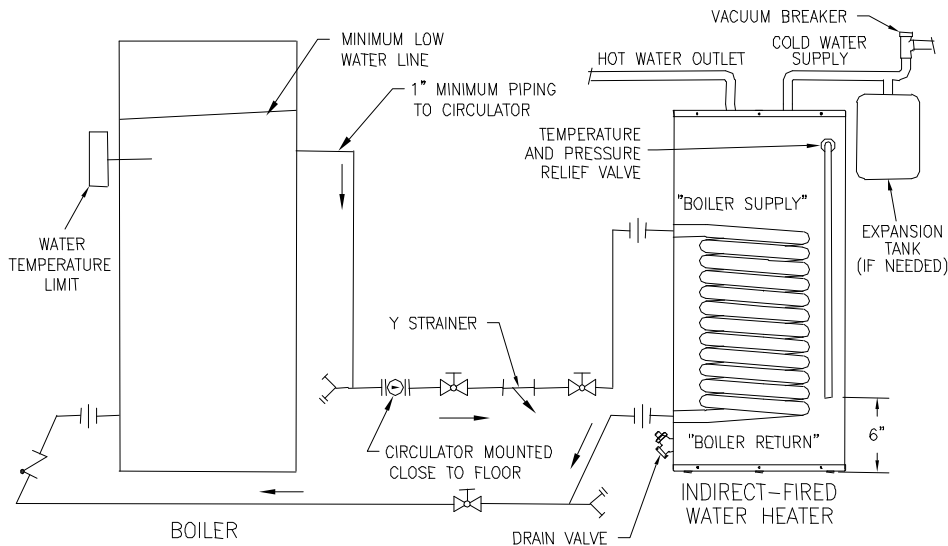 VACUUM BREAKER
MINIMUM LOW
WATER LINE
COLD WATER
SUPPLY
HOT WATER OUTLET
1" MINIMUM PIPING
TO CIRCULATOR
TEMPERATURE
AND PRESSURE
RELIEF VALVE
"BOILER SUPPLY"
WATER
TEMPERATURE
LIMIT
EXPANSION
TANK
(IF NEEDED)
Y STRAINER
6"
"BOILER RETURN"
CIRCULATOR MOUNTED
CLOSE TO FLOOR
INDIRECT-FIRED
WATER HEATER
BOILER
DRAIN VALVE